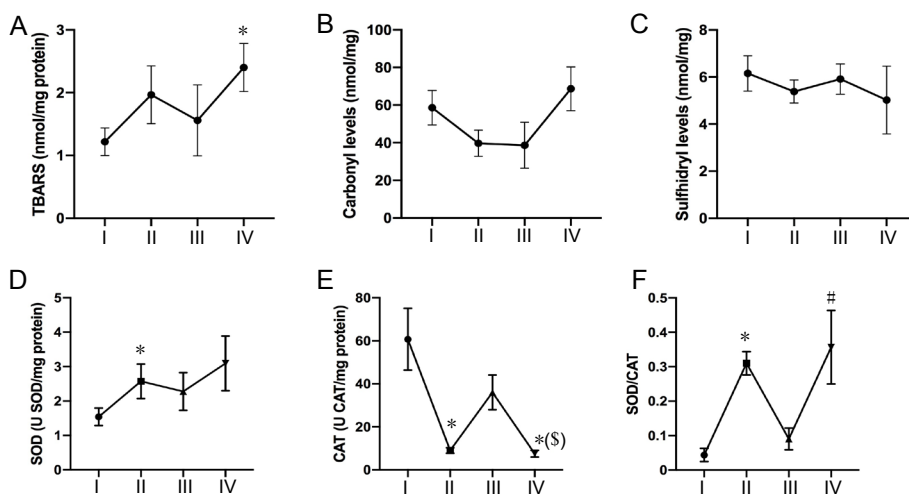 A
TBARS (nmol/mg protein)
3
2
1
0
*
I II III IV
B
Carbonyl levels (nmol/mg)
100
80
60
40
20
0
I II III IV
C
Sulfhidryl levels (nmol/mg)
8
6
4
2
0
I II III IV
D
SOD (U SOD/mg protein)
5
4
3
2
1
0
*
I II III IV
E
CAT (U CAT/mg protein)
80
60
40
20
0
*
*($)
I II III IV
F
SOD/CAT
0.5
0.4
0.3
0.2
0.1
0
*
#
I II III IV